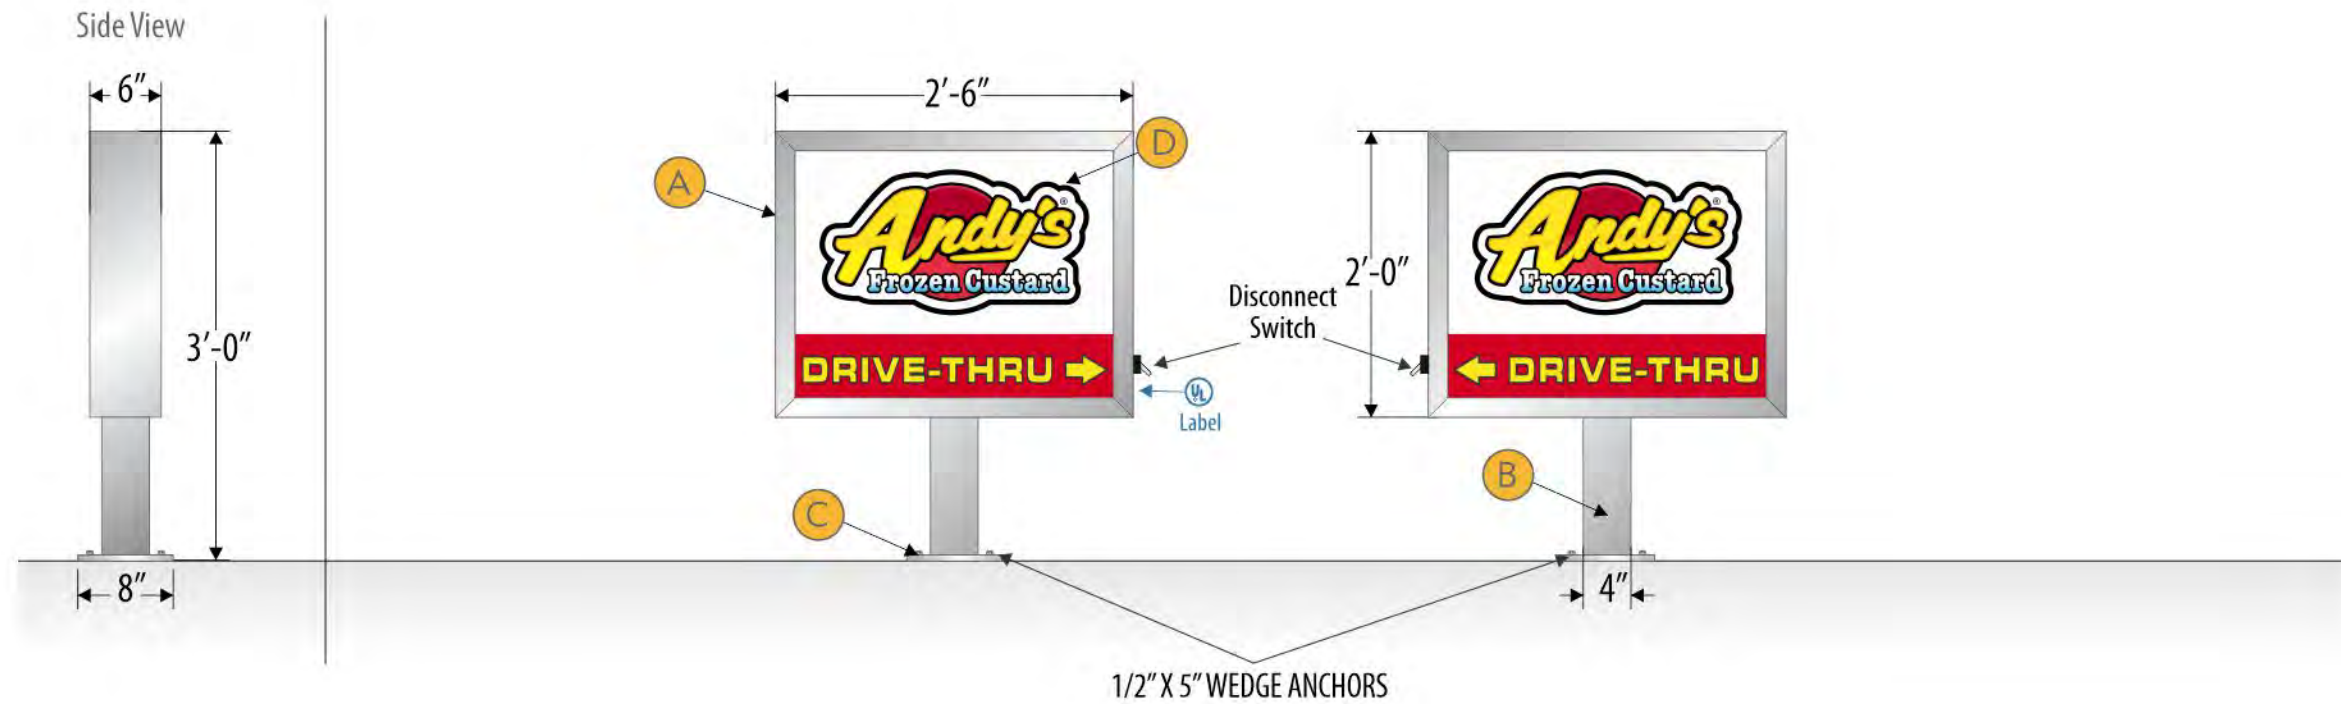 Side View
6″
3′-0″
8″
2′-6″
A
D
Andy's®
Frozen Custard
DRIVE-THRU
UL
Label
C
Disconnect
Switch
2′-0″
Andy's®
Frozen Custard
DRIVE-THRU
B
4″
1/2″ X 5″ WEDGE ANCHORS